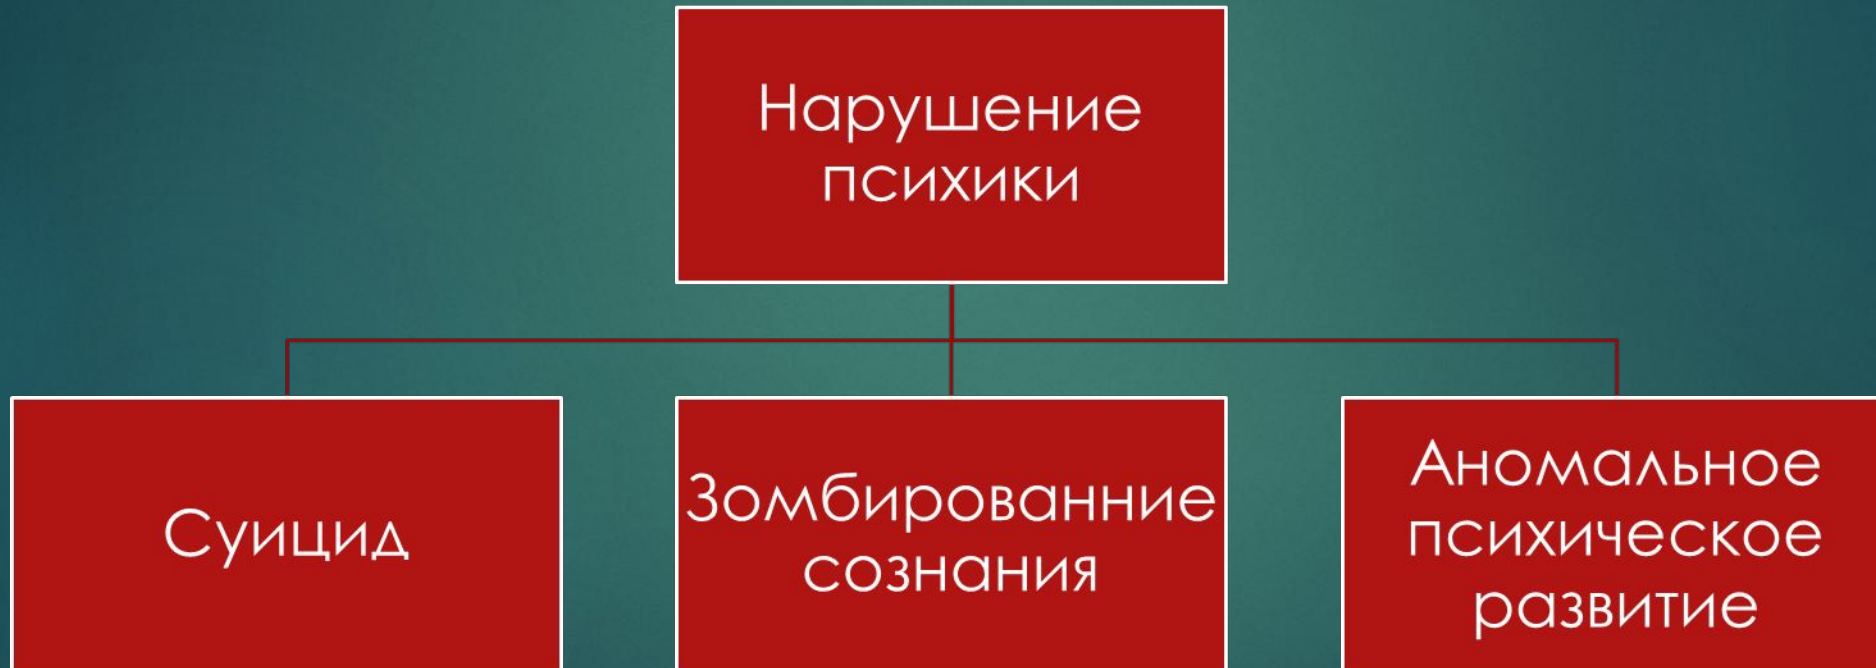 Нарушение
психики
Суицид
Зомбированние
сознания
Аномальное
психическое
развитие